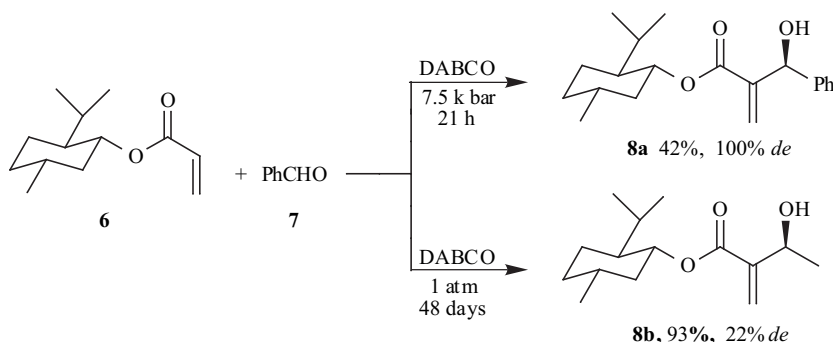 O
O
6
+ PhCHO
7
DABCO
7.5 k bar
21 h
DABCO
1 atm
48 days
O
OH
O
Ph
8a 42%, 100% de
O
OH
O
8b, 93%, 22% de